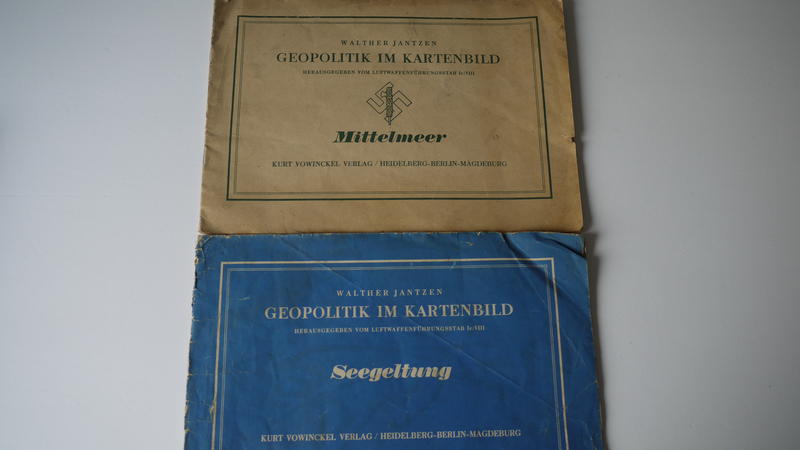 WALTHER JANTZEN
GEOPOLITIK IM KARTENBILD
HERAUSGEGEBEN VOM LUFTWAFFENFÜHRUNGSSTAB Ic/VIII
Mittelmeer
KURT VOWINCKEL VERLAG / HEIDELBERG-BERLIN-MAGDEBURG
WALTHER JANTZEN
GEOPOLITIK IM KARTENBILD
HERAUSGEGEBEN VOM LUFTWAFFENFÜHRUNGSSTAB Ic/VIII
Seegeltung
KURT VOWINCKEL VERLAG / HEIDELBERG-BERLIN-MAGDEBURG